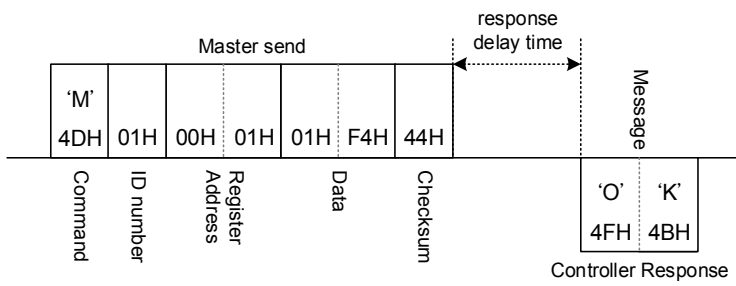 response
delay time
Master send
Message
'M'
4DH 01H 00H 01H 01H F4H 44H
Command
ID number
Register
Address
Data
Checksum
'O' 'K'
4FH 4BH
Controller Response